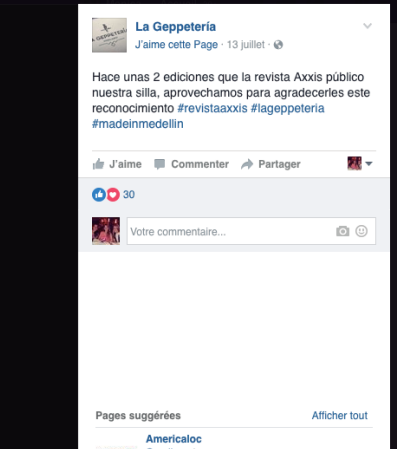 La Geppetería
J'aime cette Page · 13 juillet ·
Hace unas 2 ediciones que la revista Axxis público
nuestra silla, aprovechamos para agradecerles este
reconocimiento #revistaaxxis #lageppeteria
#madeinmedellin
J'aime Commenter Partager
30
Votre commentaire...
Pages suggérées Afficher tout
Americaloc